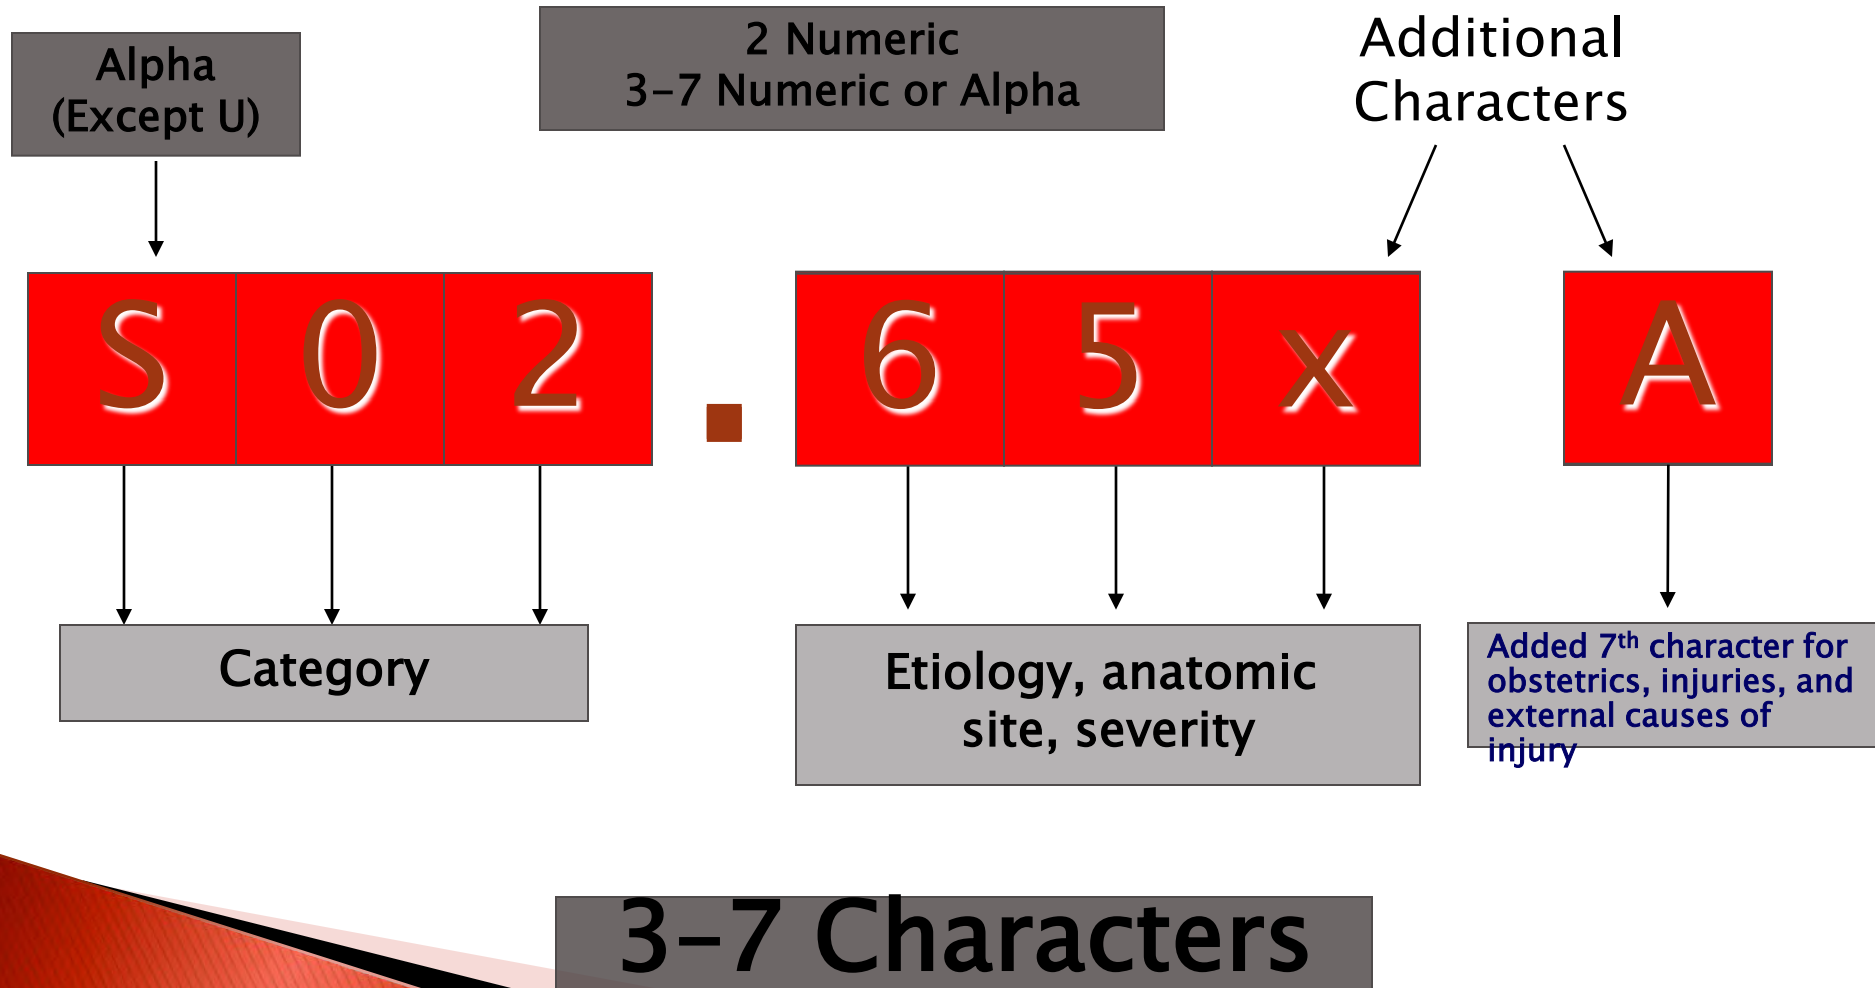 Alpha
(Except U)
2 Numeric
3-7 Numeric or Alpha
Additional
Characters
S 0 2 . 6 5 x A
Category
Etiology, anatomic
site, severity
Added 7th character for
obstetrics, injuries, and
external causes of
injury
3-7 Characters